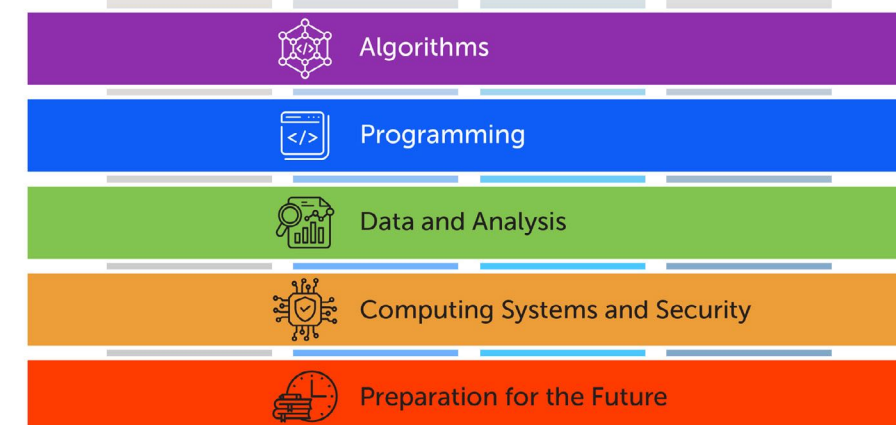 Algorithms
Programming
Data and Analysis
Computing Systems and Security
Preparation for the Future